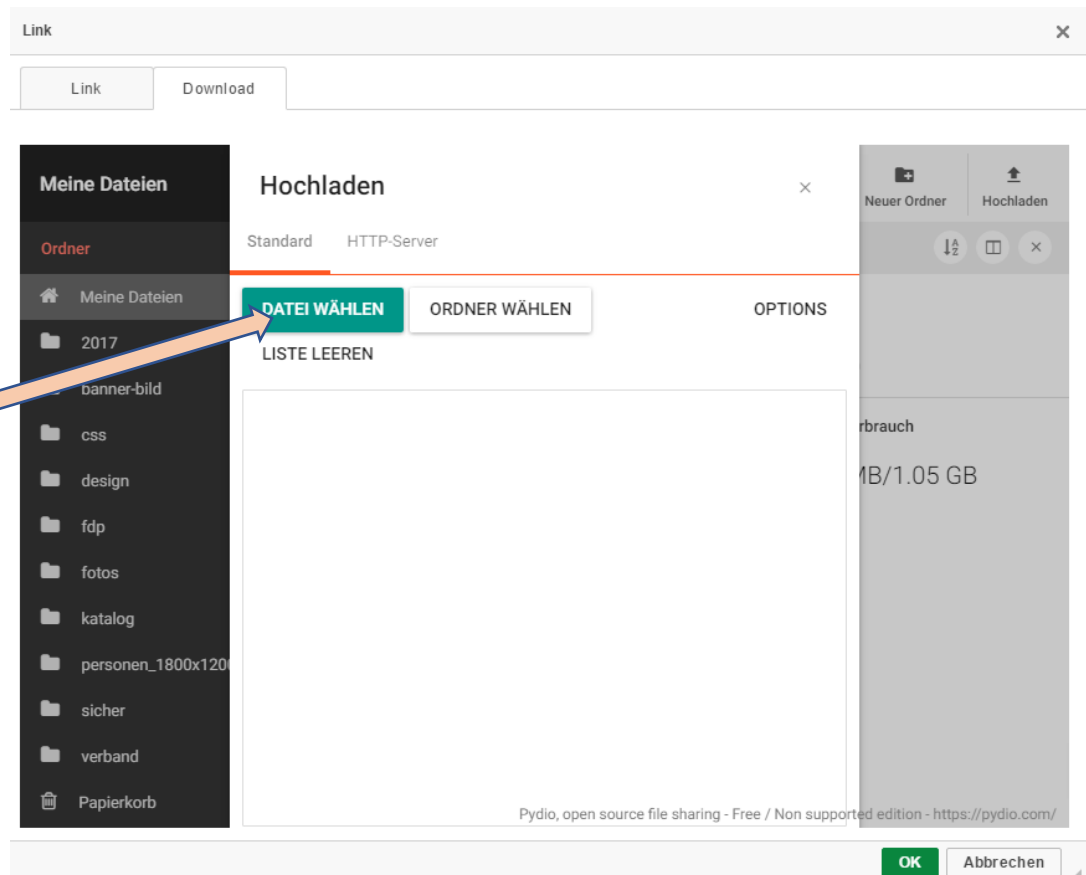 Link
Link Download
Meine Dateien
Ordner
Meine Dateien
2017
banner-bild
css
design
fdp
fotos
katalog
personen_1800x120
sicher
verband
Papierkorb
Hochladen
Standard HTTP-Server
DATEI WÄHLEN ORDNER WÄHLEN OPTIONS
LISTE LEEREN
Neuer Ordner Hochladen
rbrauch
MB/1.05 GB
Pydio, open source file sharing - Free / Non supported edition - https://pydio.com/
OK Abbrechen